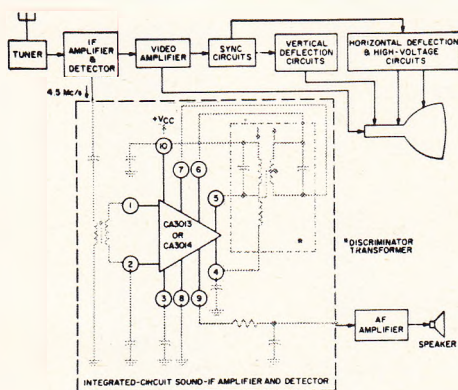 TUNER
IF
AMPLIFIER
&
DETECTOR
VIDEO
AMPLIFIER
SYNC
CIRCUITS
VERTICAL
DEFLECTION
CIRCUITS
HORIZONTAL DEFLECTION
& HIGH-VOLTAGE
CIRCUITS
4.5 Mc/s
+VCC
10
7
6
5
1
CA3013
OR
CA3014
*
2
4
3
8
9
*DISCRIMINATOR
TRANSFORMER
AF
AMPLIFIER
SPEAKER
INTEGRATED-CIRCUIT SOUND-IF AMPLIFIER AND DETECTOR